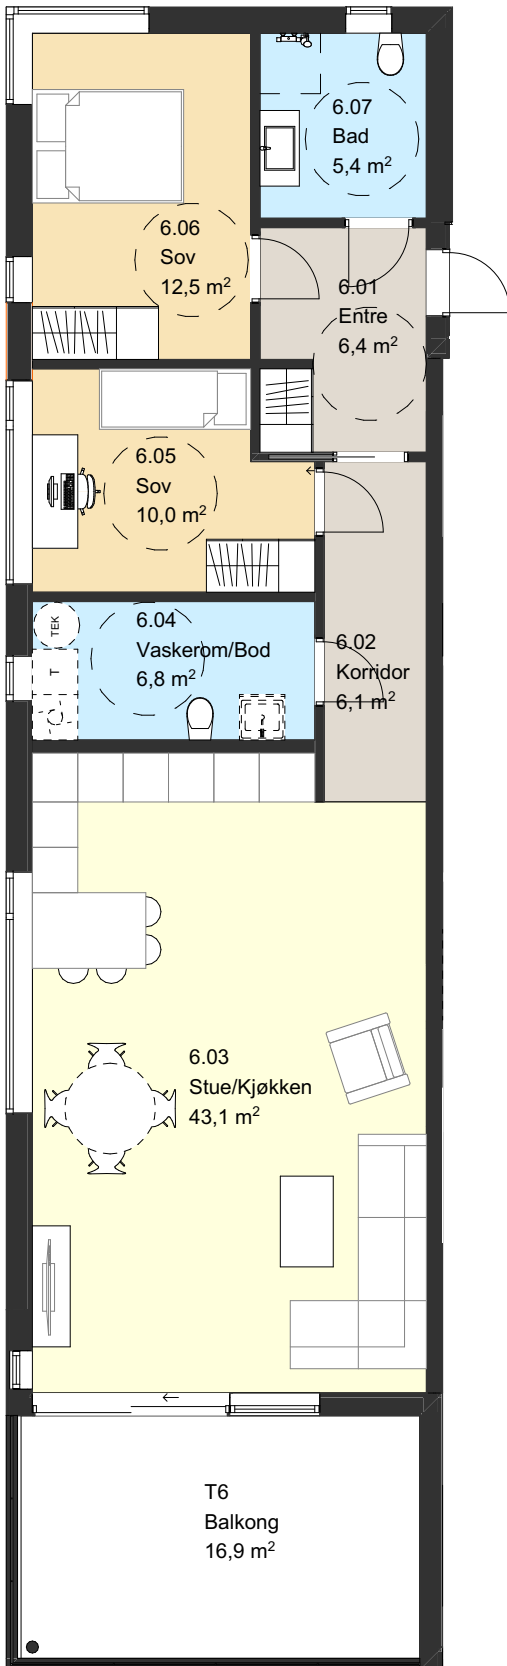 6.07
Bad
5,4 m²
6.06
Sov
12,5 m²
6.01
Entre
6,4 m²
6.05
Sov
10,0 m²
6.04
Vaskerom/Bod
6,8 m²
TEK
T
6.02
Korridor
6,1 m²
6.03
Stue/Kjøkken
43,1 m²
T6
Balkong
16,9 m²